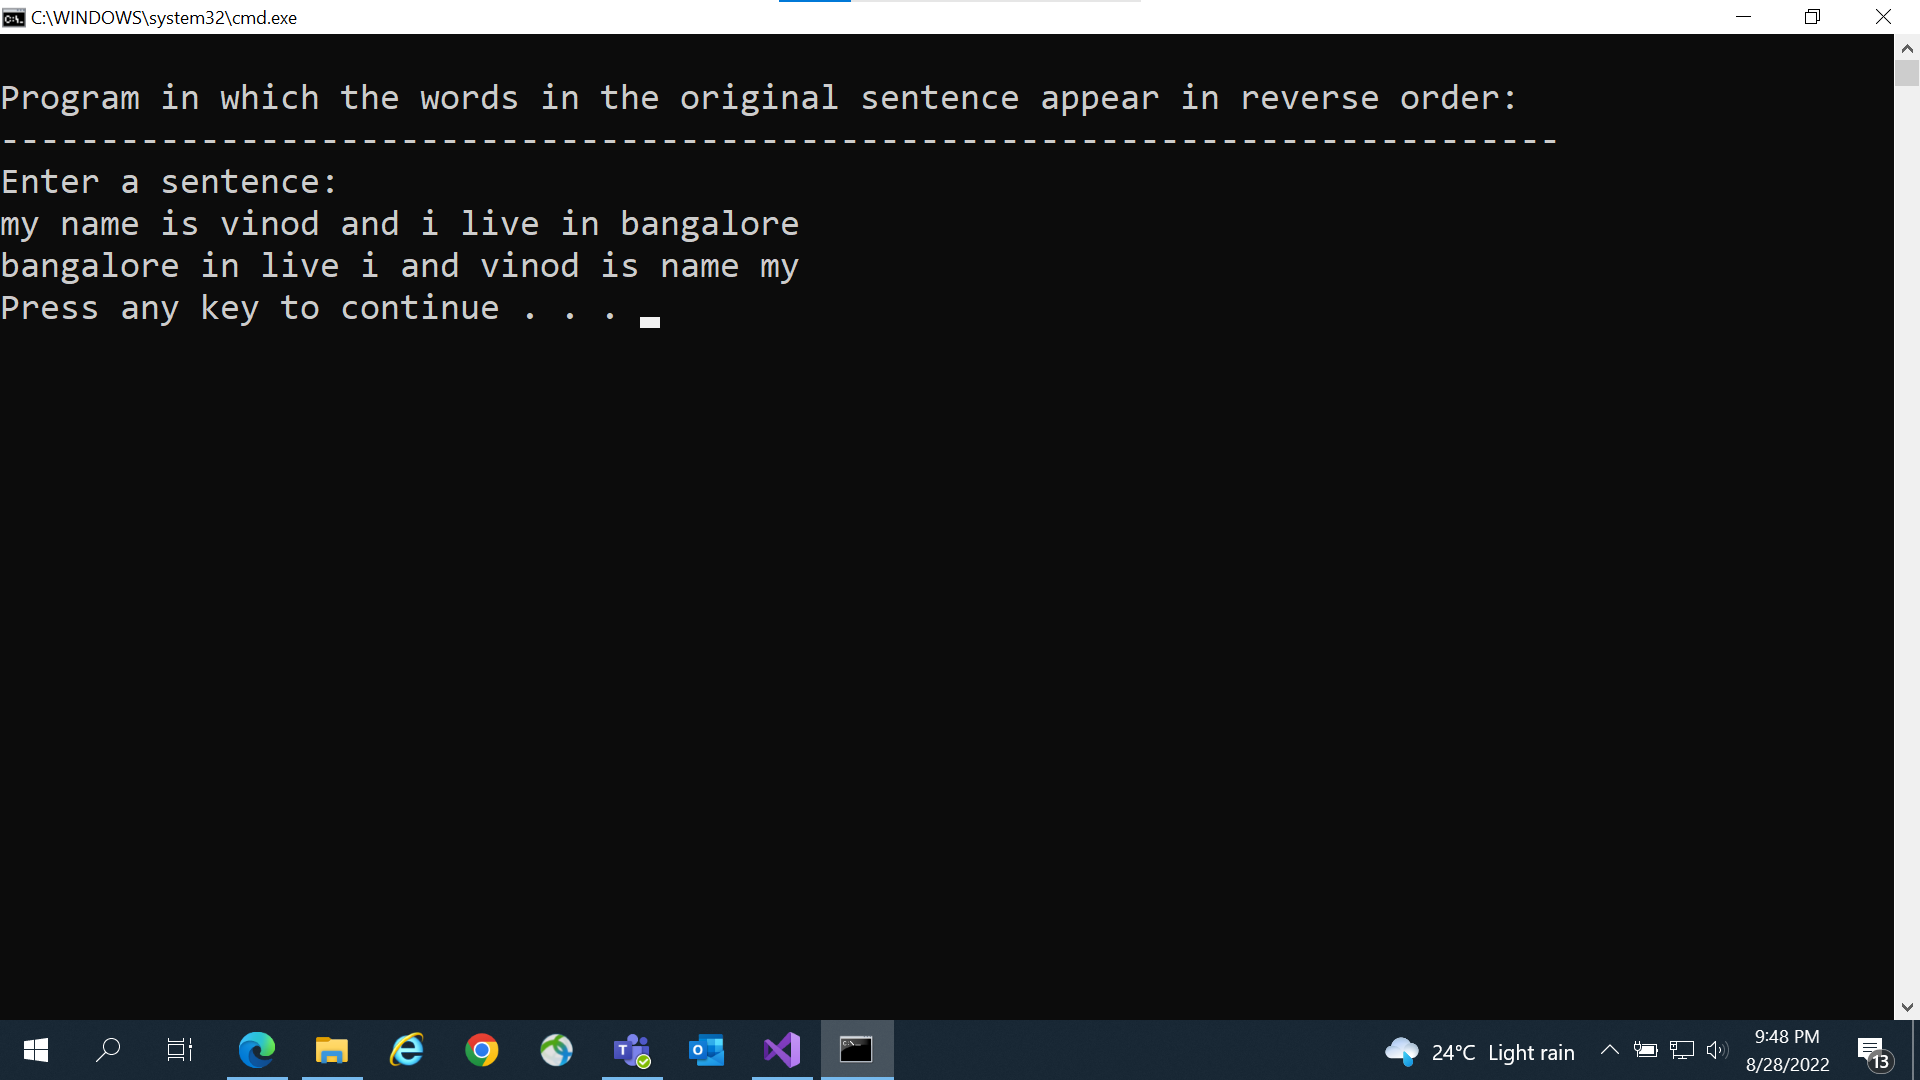 C:\WINDOWS\system32\cmd.exe
Program in which the words in the original sentence appear in reverse order:
------------------------------------------------------------------------------
Enter a sentence:
my name is vinod and i live in bangalore
bangalore in live i and vinod is name my
Press any key to continue . . .
24°C Light rain
9:48 PM
8/28/2022
13